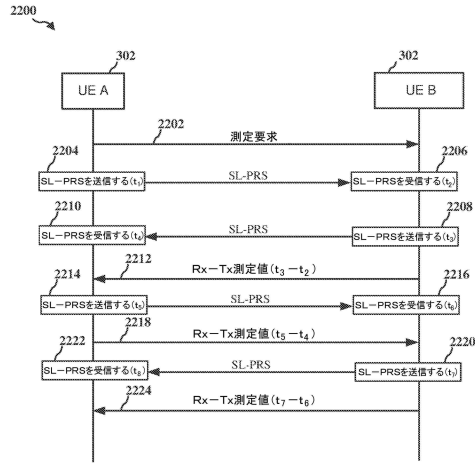 2200
302
302
UE A
UE B
2202
測定要求
2204
2206
SL-PRSを送信する(t₁)
SL-PRS
SL-PRSを受信する(t₂)
2210
2208
SL-PRSを受信する(t₄)
SL-PRS
SL-PRSを送信する(t₃)
2212
Rx-Tx測定値(t₃-t₂)
2214
2216
SL-PRSを送信する(t₅)
SL-PRS
SL-PRSを受信する(t₆)
2218
Rx-Tx測定値(t₅-t₄)
2222
2220
SL-PRSを受信する(t₈)
SL-PRS
SL-PRSを送信する(t₇)
2224
Rx-Tx測定値(t₇-t₆)